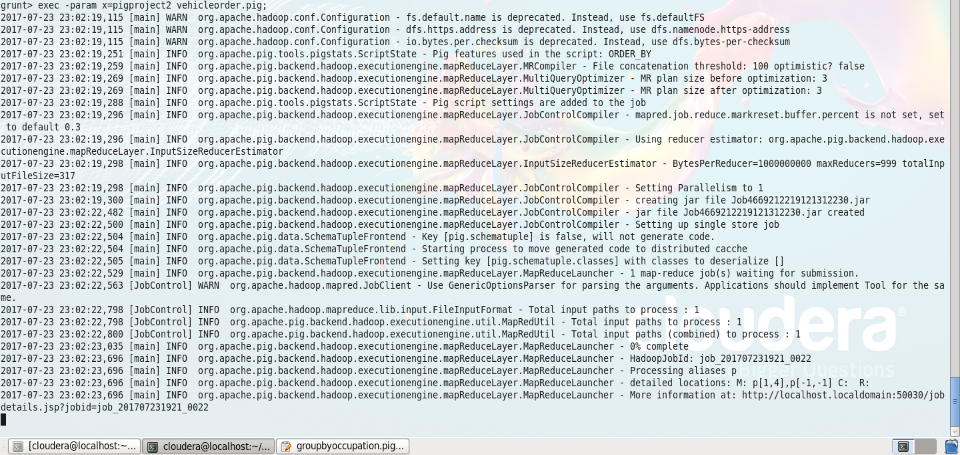 grunt> exec -param x=pigproject2 vehicleorder.pig;
2017-07-23 23:02:19,115 [main] WARN  org.apache.hadoop.conf.Configuration - fs.default.name is deprecated. Instead, use fs.defaultFS
2017-07-23 23:02:19,115 [main] WARN  org.apache.hadoop.conf.Configuration - dfs.https.address is deprecated. Instead, use dfs.namenode.https-address
2017-07-23 23:02:19,115 [main] WARN  org.apache.hadoop.conf.Configuration - io.bytes.per.checksum is deprecated. Instead, use dfs.bytes-per-checksum
2017-07-23 23:02:19,251 [main] INFO  org.apache.pig.tools.pigstats.ScriptState - Pig features used in the script: ORDER_BY
2017-07-23 23:02:19,259 [main] INFO  org.apache.pig.backend.hadoop.executionengine.mapReduceLayer.MRCompiler - File concatenation threshold: 100 optimistic? false
2017-07-23 23:02:19,269 [main] INFO  org.apache.pig.backend.hadoop.executionengine.mapReduceLayer.MultiQueryOptimizer - MR plan size before optimization: 3
2017-07-23 23:02:19,269 [main] INFO  org.apache.pig.backend.hadoop.executionengine.mapReduceLayer.MultiQueryOptimizer - MR plan size after optimization: 3
2017-07-23 23:02:19,288 [main] INFO  org.apache.pig.tools.pigstats.ScriptState - Pig script settings are added to the job
2017-07-23 23:02:19,296 [main] INFO  org.apache.pig.backend.hadoop.executionengine.mapReduceLayer.JobControlCompiler - mapred.job.reduce.markreset.buffer.percent is not set, set
 to default 0.3
2017-07-23 23:02:19,296 [main] INFO  org.apache.pig.backend.hadoop.executionengine.mapReduceLayer.JobControlCompiler - Using reducer estimator: org.apache.pig.backend.hadoop.exe
cutionengine.mapReduceLayer.InputSizeReducerEstimator
2017-07-23 23:02:19,298 [main] INFO  org.apache.pig.backend.hadoop.executionengine.mapReduceLayer.InputSizeReducerEstimator - BytesPerReducer=1000000000 maxReducers=999 totalInp
utFileSize=317
2017-07-23 23:02:19,298 [main] INFO  org.apache.pig.backend.hadoop.executionengine.mapReduceLayer.JobControlCompiler - Setting Parallelism to 1
2017-07-23 23:02:19,300 [main] INFO  org.apache.pig.backend.hadoop.executionengine.mapReduceLayer.JobControlCompiler - creating jar file Job4669212219121312230.jar
2017-07-23 23:02:22,482 [main] INFO  org.apache.pig.backend.hadoop.executionengine.mapReduceLayer.JobControlCompiler - jar file Job4669212219121312230.jar created
2017-07-23 23:02:22,500 [main] INFO  org.apache.pig.backend.hadoop.executionengine.mapReduceLayer.JobControlCompiler - Setting up single store job
2017-07-23 23:02:22,504 [main] INFO  org.apache.pig.data.SchemaTupleFrontend - Key [pig.schematuple] is false, will not generate code.
2017-07-23 23:02:22,504 [main] INFO  org.apache.pig.data.SchemaTupleFrontend - Starting process to move generated code to distributed cacche
2017-07-23 23:02:22,505 [main] INFO  org.apache.pig.data.SchemaTupleFrontend - Setting key [pig.schematuple.classes] with classes to deserialize []
2017-07-23 23:02:22,529 [main] INFO  org.apache.pig.backend.hadoop.executionengine.mapReduceLayer.MapReduceLauncher - 1 map-reduce job(s) waiting for submission.
2017-07-23 23:02:22,563 [JobControl] WARN  org.apache.hadoop.mapred.JobClient - Use GenericOptionsParser for parsing the arguments. Applications should implement Tool for the sa
me.
2017-07-23 23:02:22,798 [JobControl] INFO  org.apache.hadoop.mapreduce.lib.input.FileInputFormat - Total input paths to process : 1
2017-07-23 23:02:22,798 [JobControl] INFO  org.apache.pig.backend.hadoop.executionengine.util.MapRedUtil - Total input paths to process : 1
2017-07-23 23:02:22,800 [JobControl] INFO  org.apache.pig.backend.hadoop.executionengine.util.MapRedUtil - Total input paths (combined) to process : 1
2017-07-23 23:02:23,035 [main] INFO  org.apache.pig.backend.hadoop.executionengine.mapReduceLayer.MapReduceLauncher - 0% complete
2017-07-23 23:02:23,696 [main] INFO  org.apache.pig.backend.hadoop.executionengine.mapReduceLayer.MapReduceLauncher - HadoopJobId: job_201707231921_0022
2017-07-23 23:02:23,696 [main] INFO  org.apache.pig.backend.hadoop.executionengine.mapReduceLayer.MapReduceLauncher - Processing aliases p
2017-07-23 23:02:23,696 [main] INFO  org.apache.pig.backend.hadoop.executionengine.mapReduceLayer.MapReduceLauncher - detailed locations: M: p[1,4],p[-1,-1] C:  R:
2017-07-23 23:02:23,696 [main] INFO  org.apache.pig.backend.hadoop.executionengine.mapReduceLayer.MapReduceLauncher - More information at: http://localhost.localdomain:50030/job
details.jsp?jobid=job_201707231921_0022
cloudera
Bigger Questions
[cloudera@localhost:~...
cloudera@localhost:~/...
groupbyoccupation.pig...